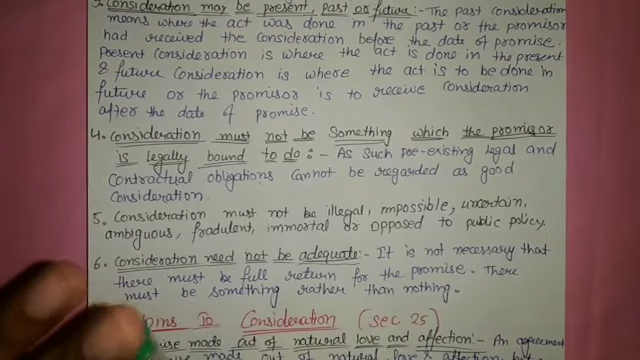 Consideration may be present, past or future :- The past consideration
means where the act was done in the past or the promisor
had received the consideration before the date of promise.
Present Consideration is where the act is done in the present
& future Consideration is where the act is to be done in
future or the promisor is to receive consideration
after the date of promise.
4. Consideration must not be Something which the promisor
is legally bound to do :- As Such pre-existing legal and
contractual obligations cannot be regarded as good
Consideration.
5. Consideration must not be illegal, impossible, uncertain,
ambiguous, fradulent, immortal or opposed to public policy.
6. Consideration need not be adequate:- It is not necessary that
there must be full return for the promise. There
must be something rather than nothing.
To Consideration (sec 25)
made out of natural love and affection:- An agreement
made out of natural love & affection